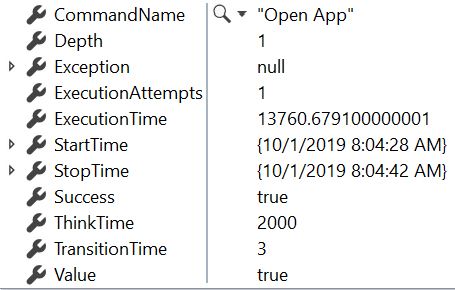 CommandName "Open App"
Depth 1
Exception null
ExecutionAttempts 1
ExecutionTime 13760.679100000001
StartTime {10/1/2019 8:04:28 AM}
StopTime {10/1/2019 8:04:42 AM}
Success true
ThinkTime 2000
TransitionTime 3
Value true